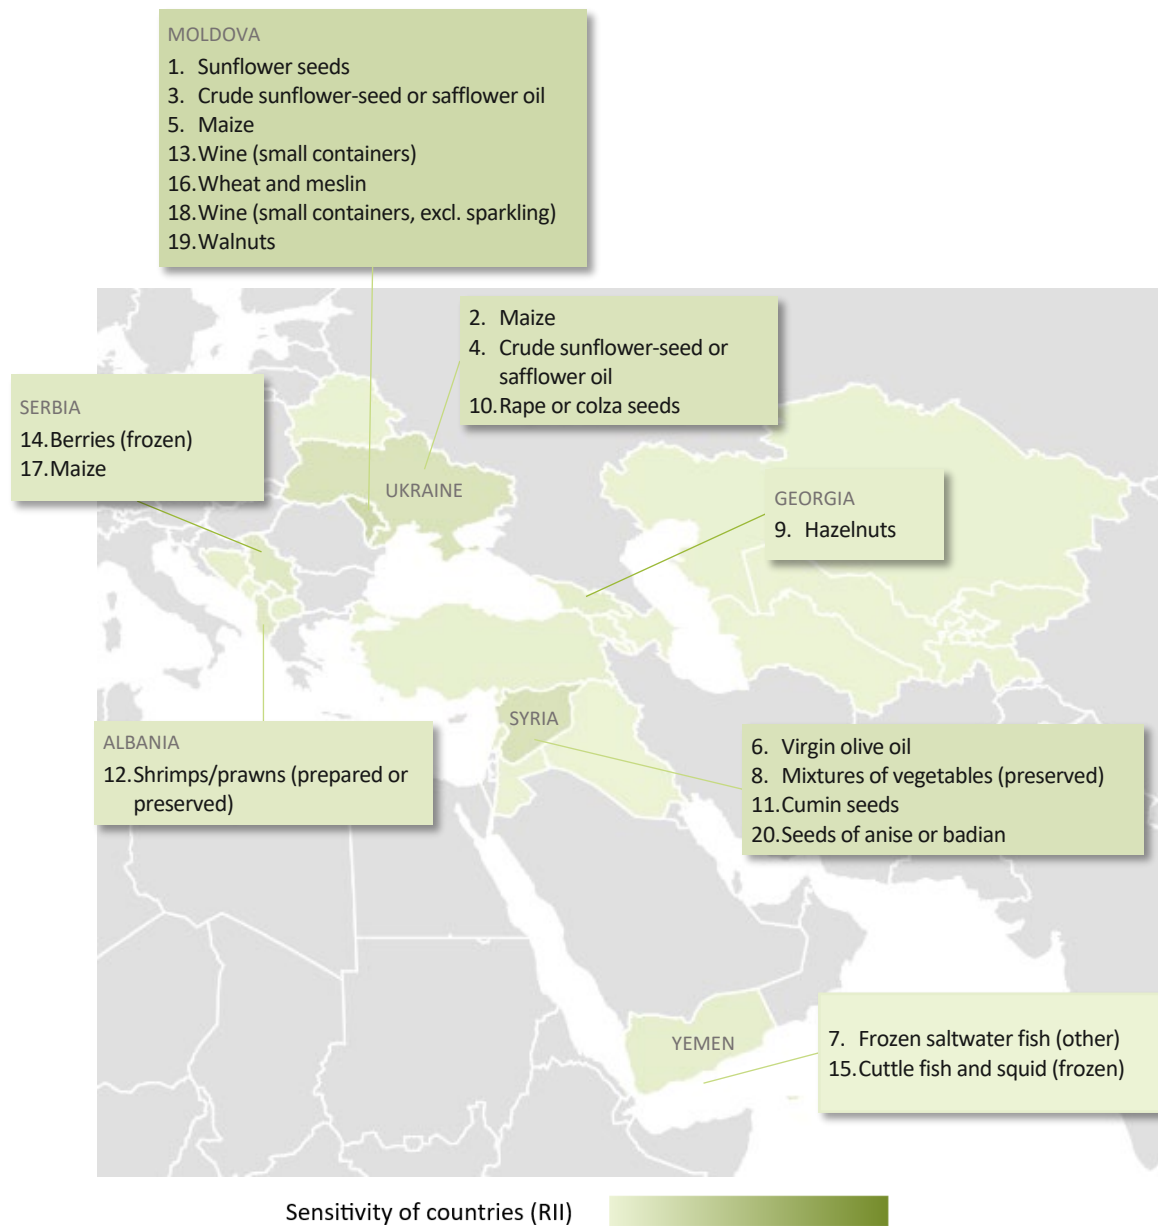 MOLDOVA
1. Sunflower seeds
3. Crude sunflower-seed or safflower oil
5. Maize
13. Wine (small containers)
16. Wheat and meslin
18. Wine (small containers, excl. sparkling)
19. Walnuts
2. Maize
4. Crude sunflower-seed or
safflower oil
10. Rape or colza seeds
SERBIA
14. Berries (frozen)
17. Maize
UKRAINE
GEORGIA
9. Hazelnuts
SYRIA
ALBANIA
12. Shrimps/prawns (prepared or
preserved)
6. Virgin olive oil
8. Mixtures of vegetables (preserved)
11. Cumin seeds
20. Seeds of anise or badian
YEMEN
7. Frozen saltwater fish (other)
15. Cuttle fish and squid (frozen)
Sensitivity of countries (RII)